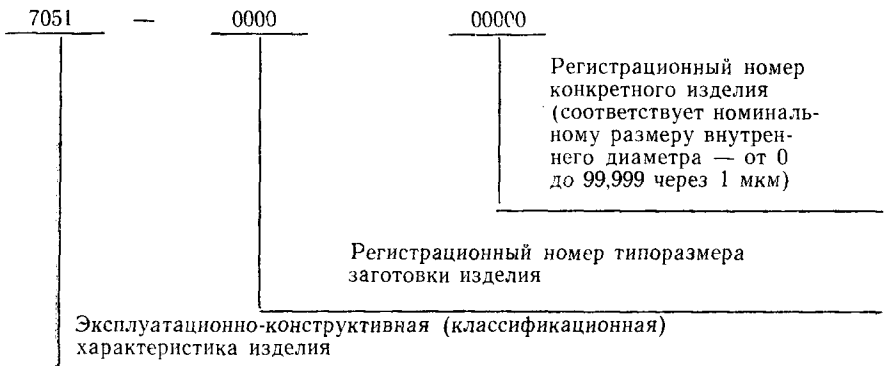 7051 — 0000 00000
Регистрационный номер
конкретного изделия
(соответствует номиналь-
ному размеру внутрен-
него диаметра — от 0
до 99,999 через 1 мкм)
Регистрационный номер типоразмера
заготовки изделия
Эксплуатационно-конструктивная (классификационная)
характеристика изделия